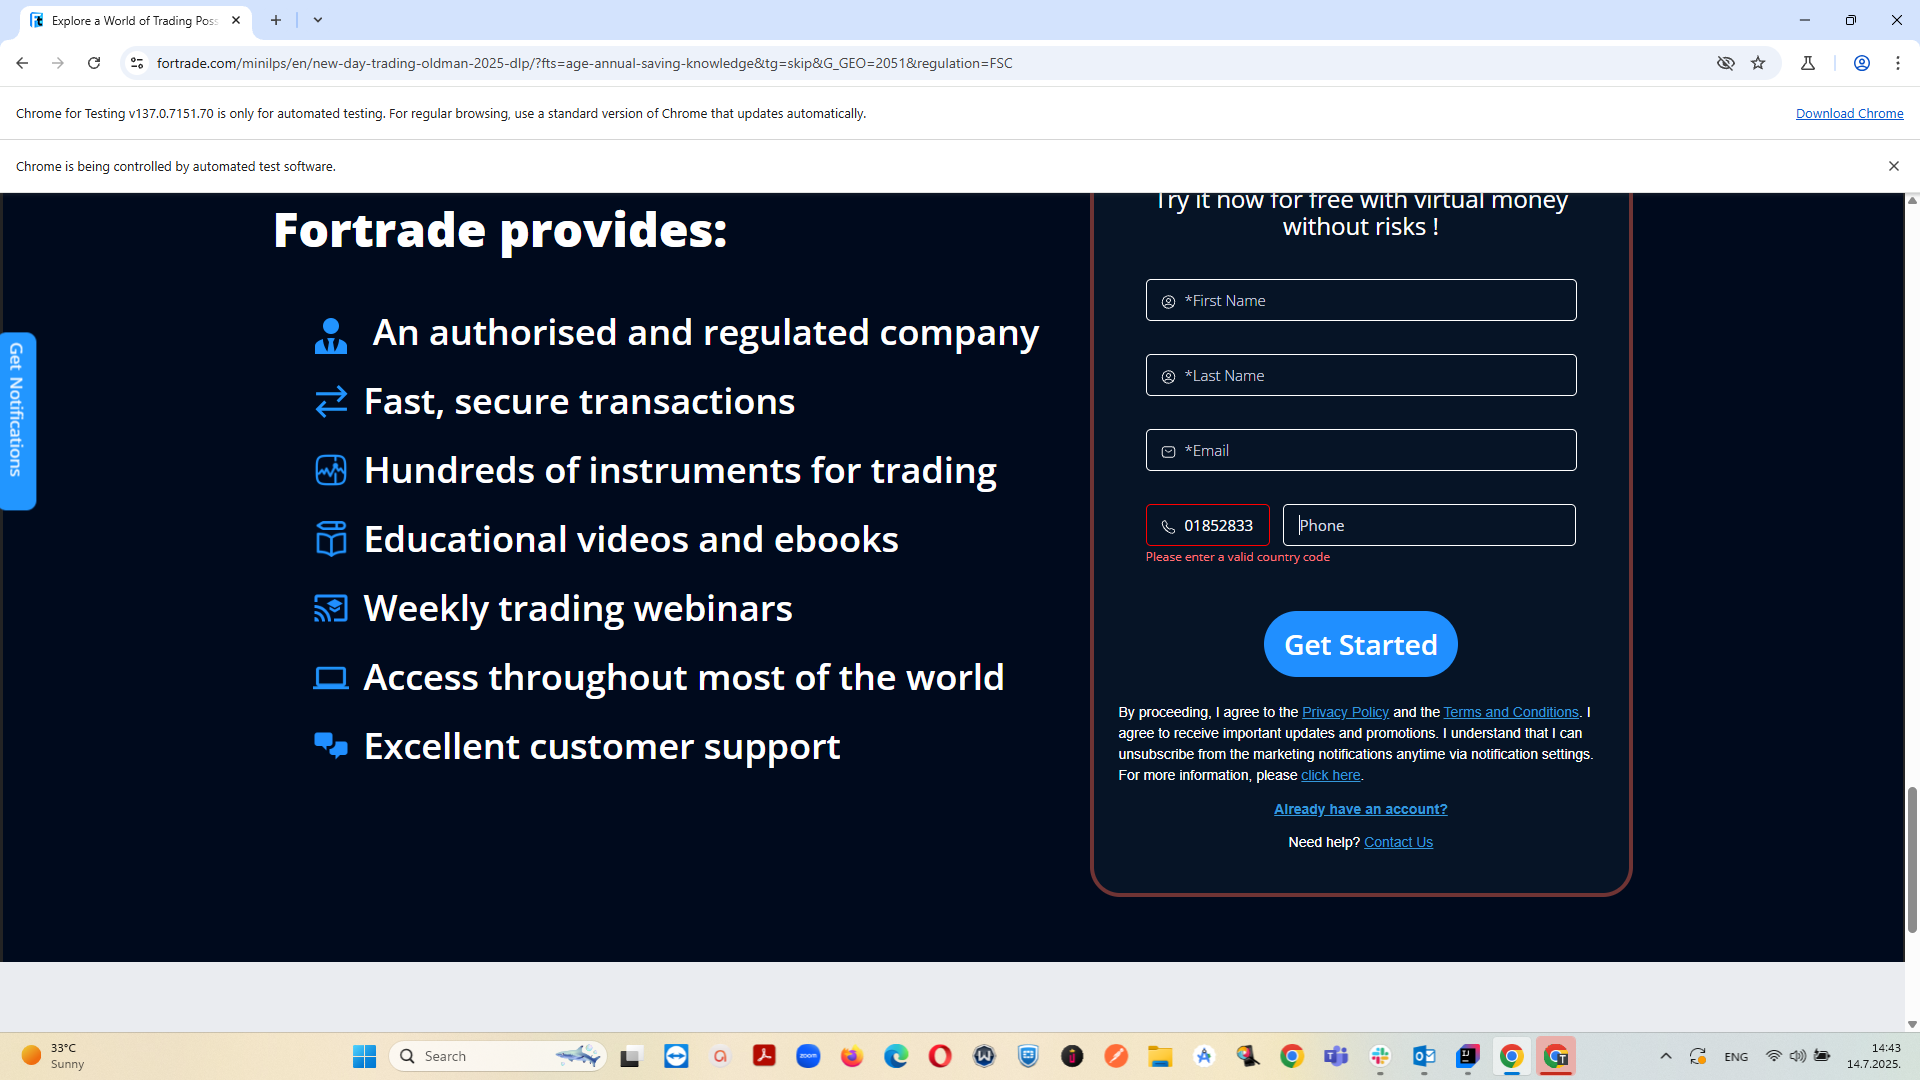 Explore a World of Trading Poss
fortrade.com/minilps/en/new-day-trading-oldman-2025-dlp/?fts=age-annual-saving-knowledge&tg=skip&G_GEO=2051&regulation=FSC
Chrome for Testing v137.0.7151.70 is only for automated testing. For regular browsing, use a standard version of Chrome that updates automatically.
Download Chrome
Chrome is being controlled by automated test software.
Get Notifications
Fortrade provides:
An authorised and regulated company
Fast, secure transactions
Hundreds of instruments for trading
Educational videos and ebooks
Weekly trading webinars
Access throughout most of the world
Excellent customer support
Try it now for free with virtual money
without risks !
*First Name
*Last Name
*Email
01852833
Phone
Please enter a valid country code
Get Started
By proceeding, I agree to the Privacy Policy and the Terms and Conditions. I
agree to receive important updates and promotions. I understand that I can
unsubscribe from the marketing notifications anytime via notification settings.
For more information, please click here.
Already have an account?
Need help? Contact Us
33°C
Sunny
Search
zoom
ENG
14:43
14.7.2025.